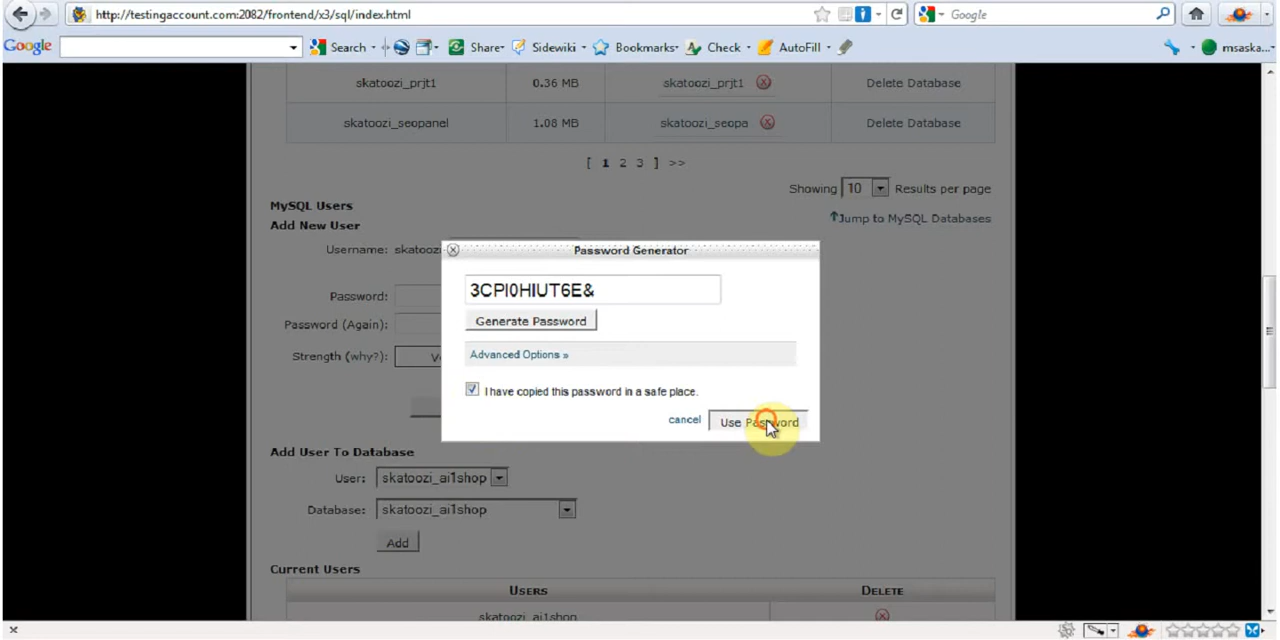 http://testingaccount.com:2082/frontend/x3/sql/index.html
Google
Google
Search
Share
Sidewiki
Bookmarks
Check
AutoFill
msaska...
skatoozi_prjt1 0.36 MB skatoozi_prjt1 Delete Database
skatoozi_seopanel 1.08 MB skatoozi_seopa Delete Database
[ 1 2 3 ] >>
Showing 10 Results per page
MySQL Users
Jump to MySQL Databases
Add New User
Username: skatoozi
Password Generator
3CPI0HIUT6E&
Password:
Generate Password
Password (Again):
Strength (why?):
Advanced Options »
I have copied this password in a safe place.
cancel Use Password
Add User To Database
User: skatoozi_ai1shop
Database: skatoozi_ai1shop
Add
Current Users
USERS DELETE
skatoozi_ai1shop